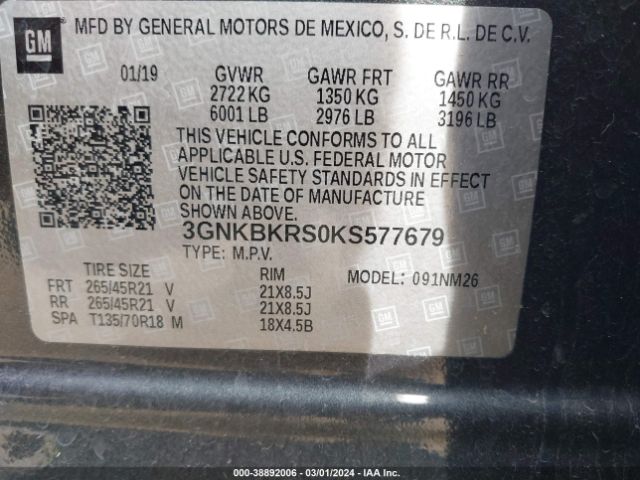 GM MFD BY GENERAL MOTORS DE MEXICO, S. DE R.L. DE C.V.
01/19 GVWR GAWR FRT GAWR RR
2722 KG 1350 KG 1450 KG
6001 LB 2976 LB 3196 LB
THIS VEHICLE CONFORMS TO ALL
APPLICABLE U.S. FEDERAL MOTOR
VEHICLE SAFETY STANDARDS IN EFFECT
ON THE DATE OF MANUFACTURE
SHOWN ABOVE.
3GNKBKRS0KS577679
TYPE: M.P.V.
TIRE SIZE RIM MODEL: 091NM26
FRT 265/45R21 V 21X8.5J
RR 265/45R21 V 21X8.5J
SPA T135/70R18 M 18X4.5B
000-38892006 - 03/01/2024 - IAA Inc.